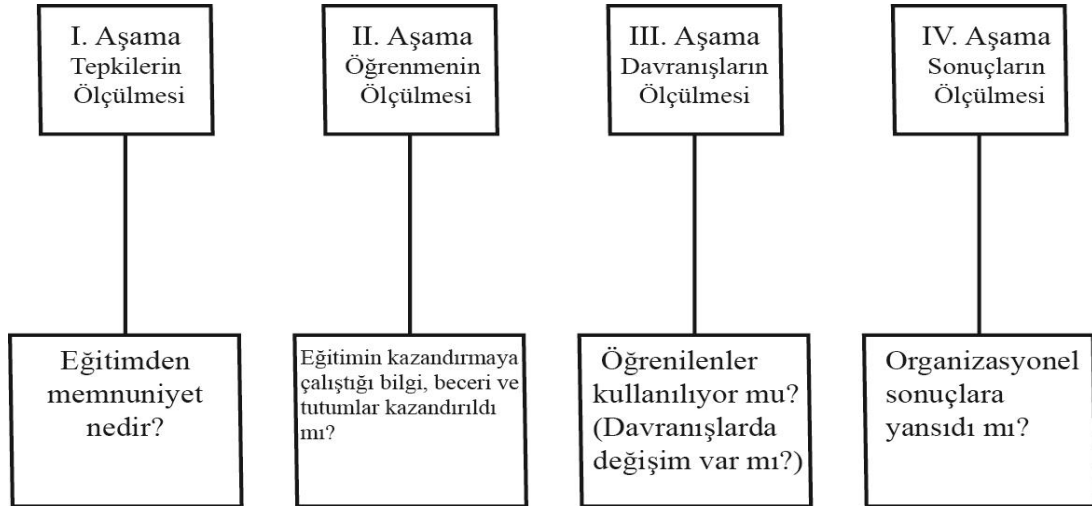 I. Aşama
Tepkilerin
Ölçülmesi
II. Aşama
Öğrenmenin
Ölçülmesi
III. Aşama
Davranışların
Ölçülmesi
IV. Aşama
Sonuçların
Ölçülmesi
Eğitimden
memnuniyet
nedir?
Eğitimin kazandırmaya
çalıştığı bilgi, beceri ve
tutumlar kazandırıldı
mı?
Öğrenilenler
kullanılıyor mu?
(Davranışlarda
değişim var mı?)
Organizasyonel
sonuçlara
yansıdı mı?